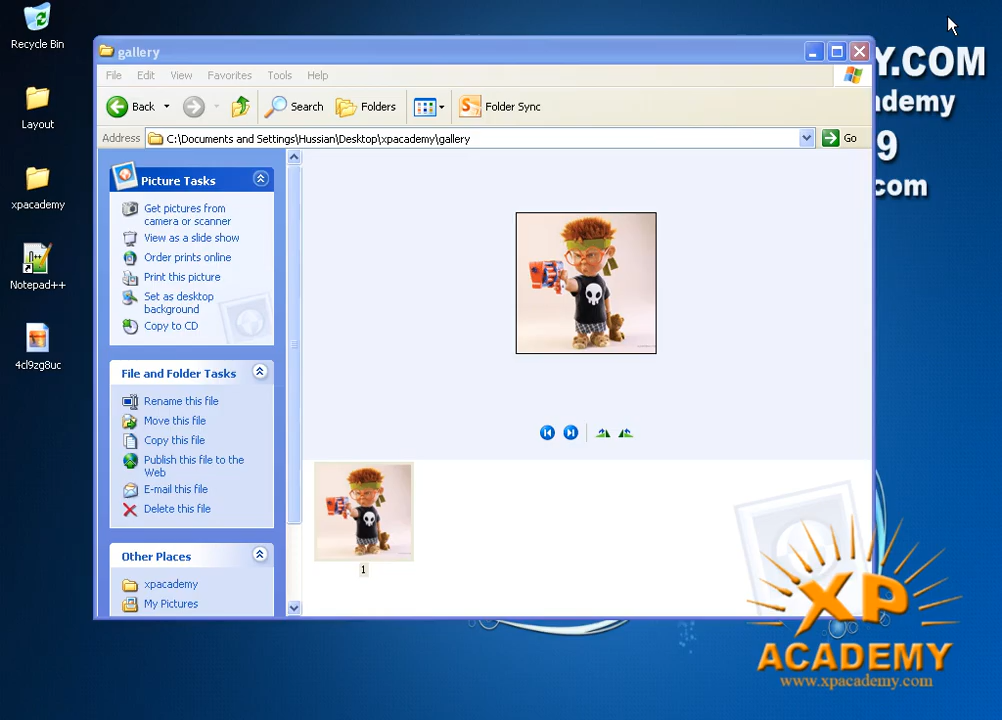 Recycle Bin
Layout
xpacademy
Notepad++
4cl9zg8uc
gallery
File Edit View Favorites Tools Help
Back Search Folders Folder Sync
Address C:\Documents and Settings\Hussian\Desktop\xpacademy\gallery Go
Picture Tasks
Get pictures from
camera or scanner
View as a slide show
Order prints online
Print this picture
Set as desktop
background
Copy to CD
File and Folder Tasks
Rename this file
Move this file
Copy this file
Publish this file to the
Web
E-mail this file
Delete this file
Other Places
xpacademy
My Pictures
1
Y.COM
ademy
9
.com
XP
ACADEMY
www.xpacademy.com